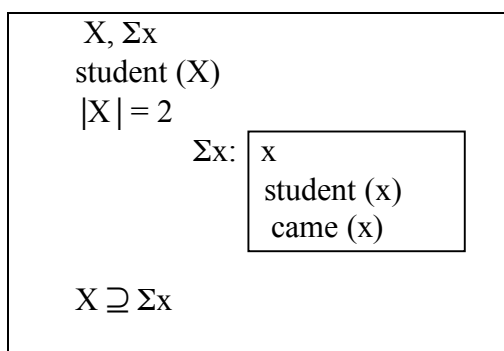 X, Σx
student (X)
|X | = 2
Σx: x
student (x)
came (x)
X ⊇ Σx